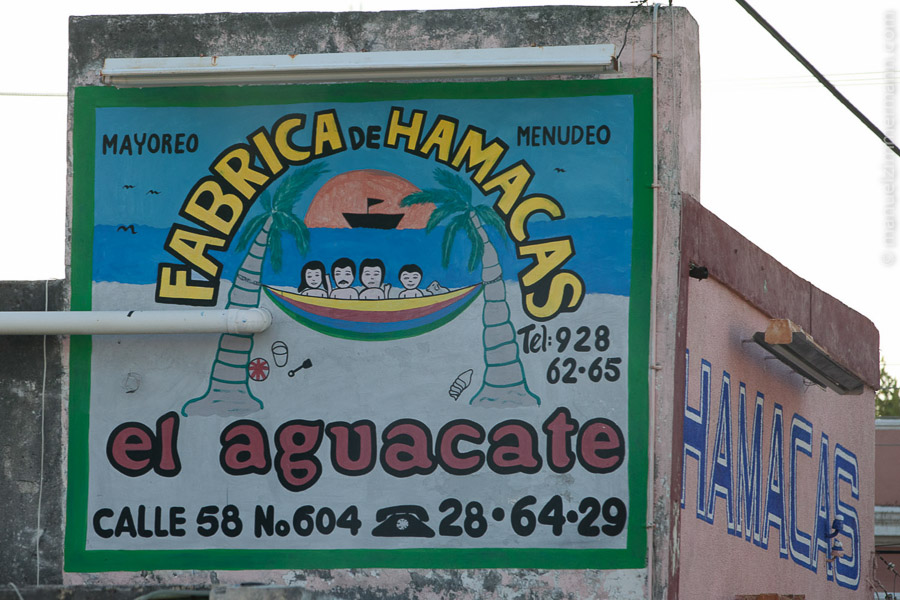 MAYOREO
MENUDEO
FABRICA DE HAMACAS
Tel: 928
62·65
el aguacate
CALLE 58 No 604 28·64·29
HAMACAS